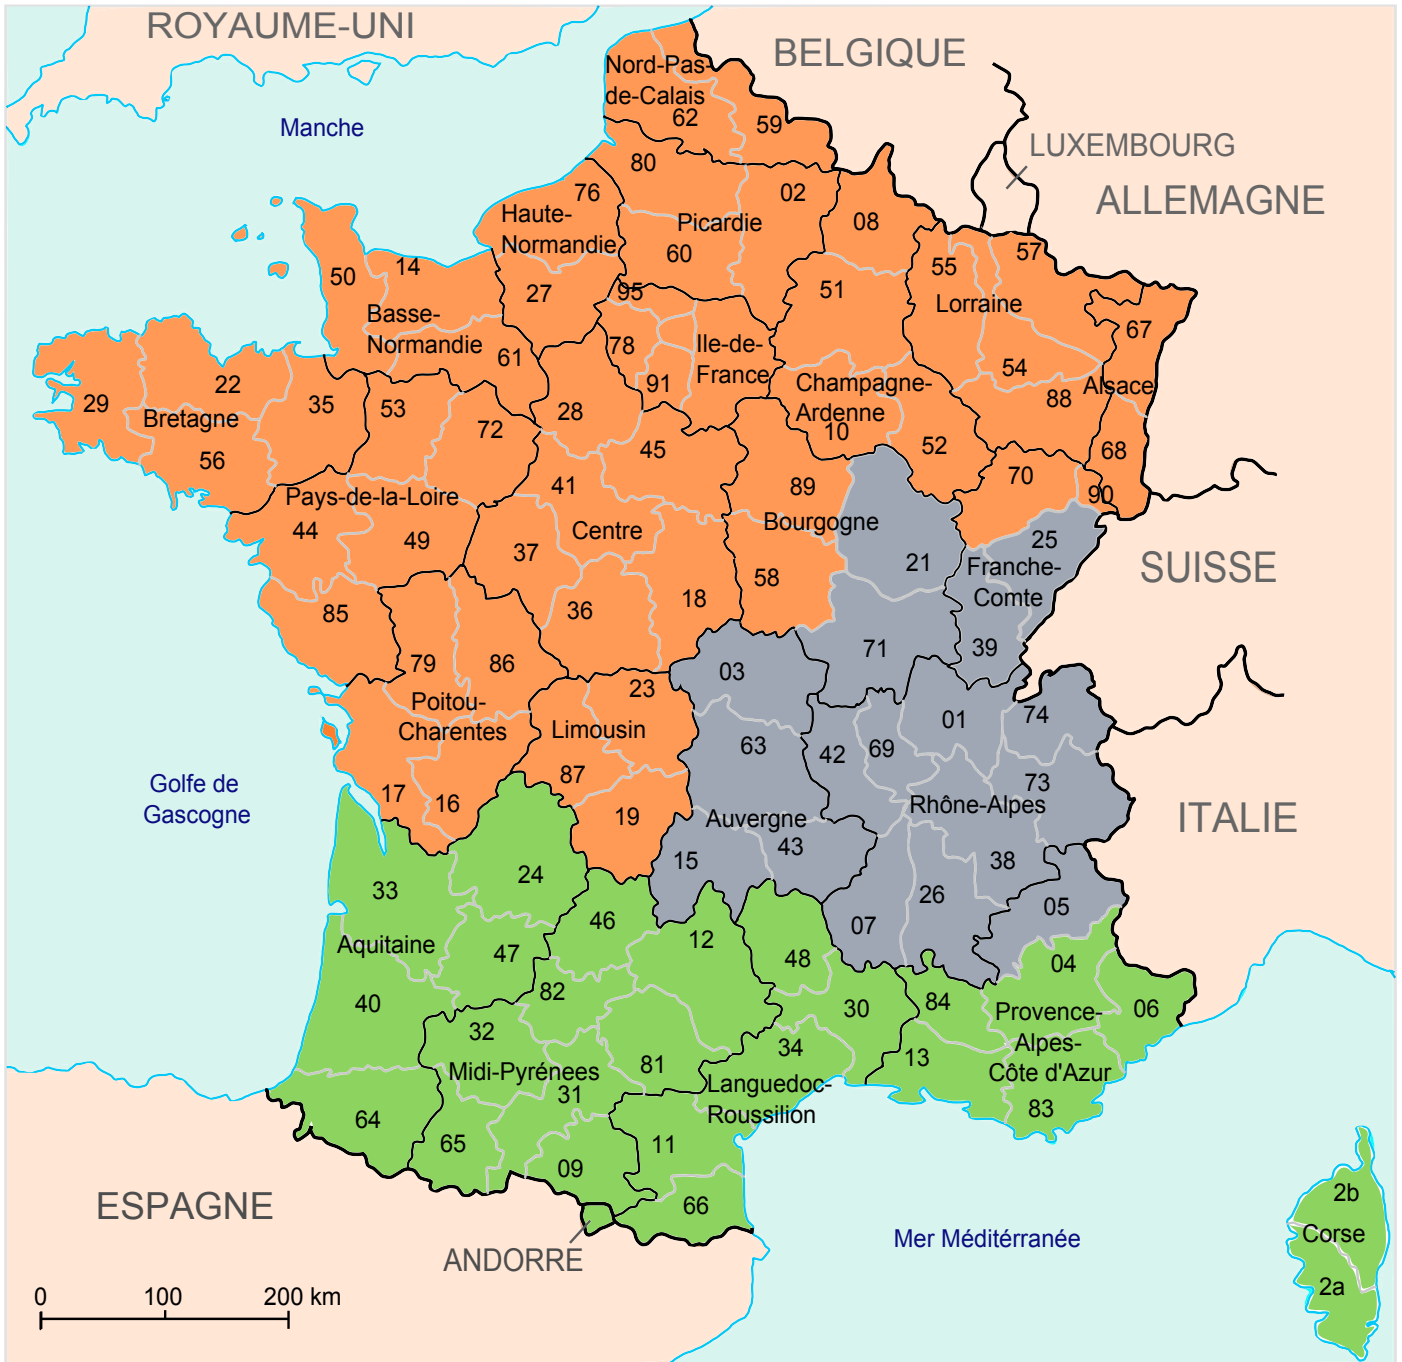 ROYAUME-UNI
BELGIQUE
Nord-Pas-
de-Calais
62
59
Manche
LUXEMBOURG
ALLEMAGNE
80
02
76
Haute-
Normandie
Picardie
08
60
57
55
14
50
27
95
51
Lorraine
Basse-
Normandie
67
61
78
Ile-de-
France
54
Alsace
22
91
Champagne-
Ardenne
88
29
Bretagne
35
53
28
10
72
45
52
68
56
41
89
70
90
Pays-de-la-Loire
44
49
Centre
Bourgogne
25
37
21
Franche-
Comte
SUISSE
58
85
36
18
71
39
79
86
03
23
Poitou-
Charentes
Limousin
01
74
63
42
69
87
73
Golfe de
Gascogne
17
16
19
Auvergne
Rhône-Alpes
ITALIE
15
43
38
33
24
26
05
46
07
Aquitaine
47
12
48
04
40
82
84
30
06
32
Provence-
Alpes-
Côte d'Azur
34
13
Midi-Pyrénees
81
31
Languedoc-
Roussilion
64
83
65
11
09
2b
66
ESPAGNE
Corse
Mer Méditérranée
ANDORRE
2a
0 100 200 km